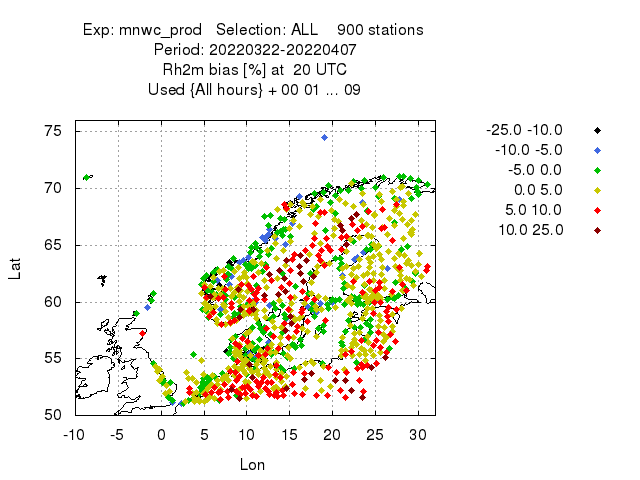 Exp: mnwc_prod   Selection: ALL    900 stations
Period: 20220322-20220407
Rh2m bias [%] at  20 UTC
Used {All hours} + 00 01 ... 09
-25.0 -10.0
-10.0 -5.0
-5.0 0.0
0.0 5.0
5.0 10.0
10.0 25.0
75
70
65
60
55
50
Lat
-10 -5 0 5 10 15 20 25 30
Lon